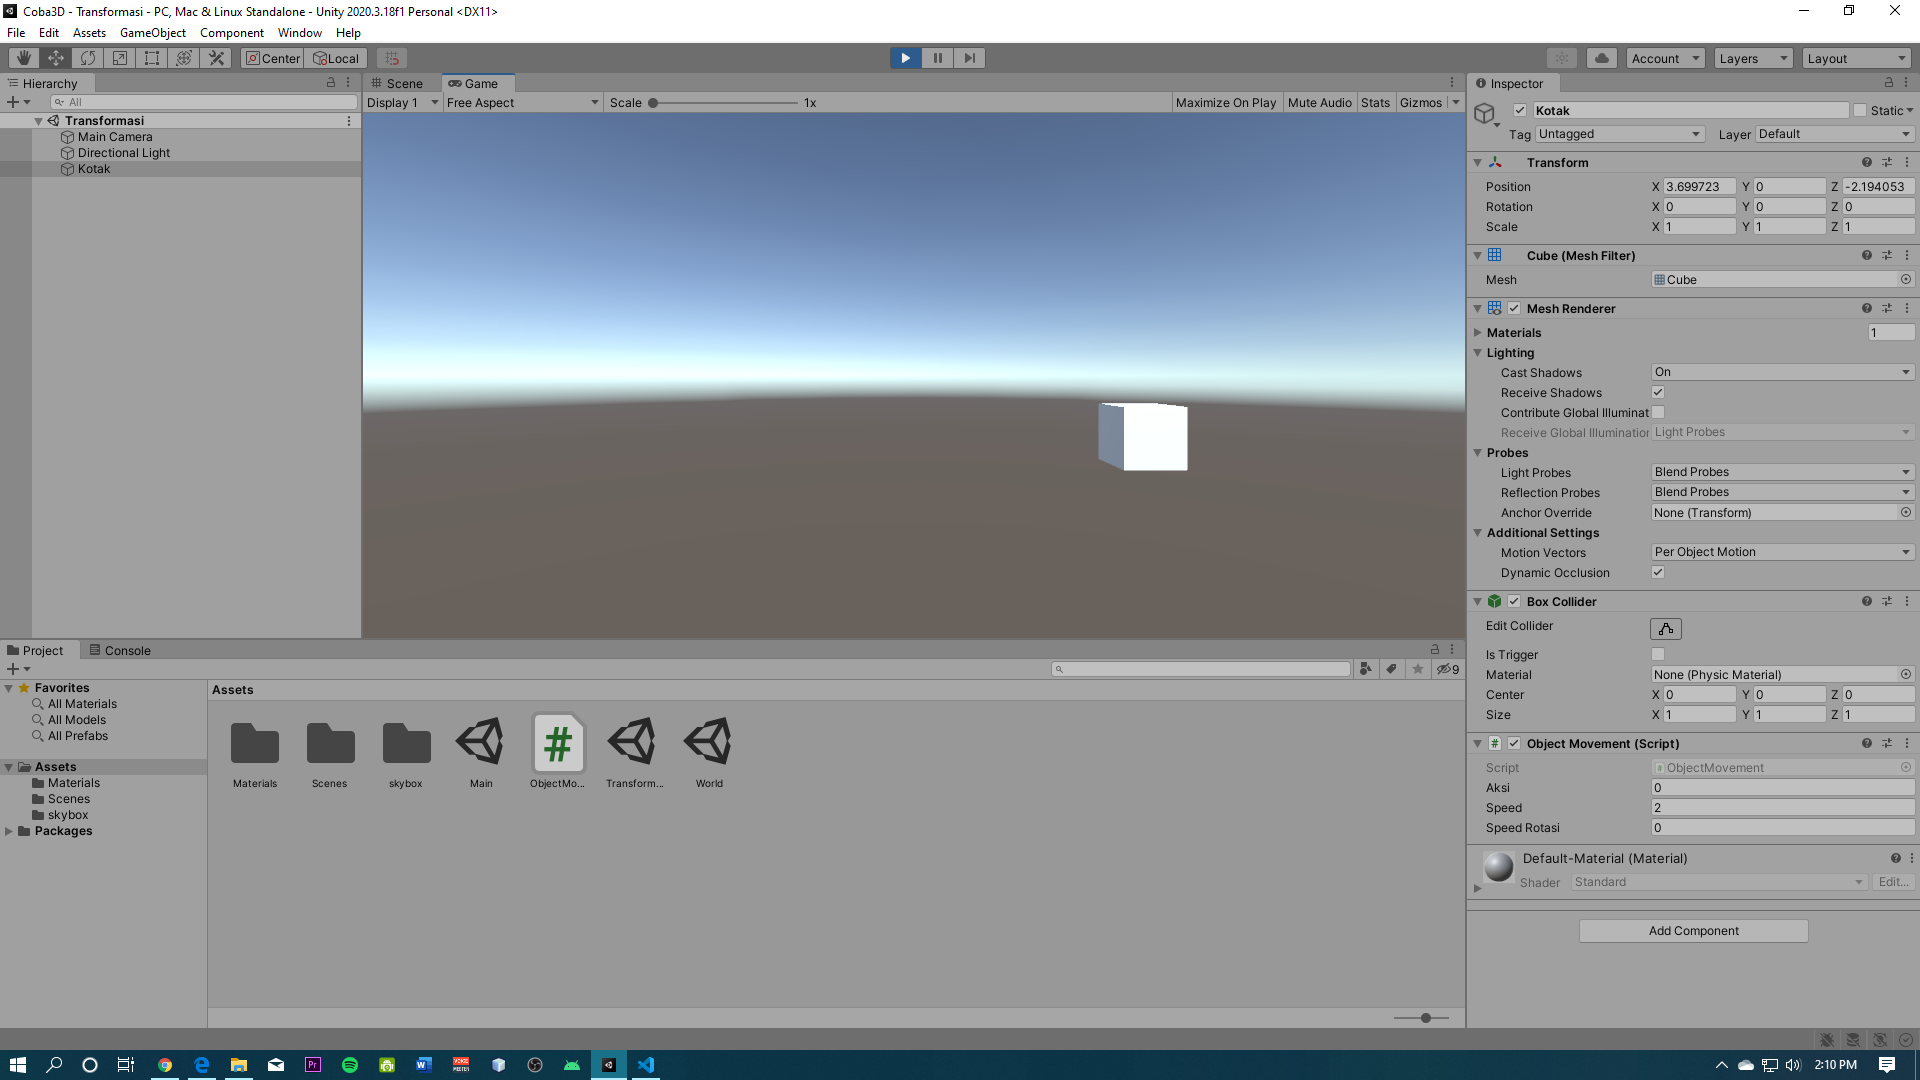 Coba3D - Transformasi - PC, Mac & Linux Standalone - Unity 2020.3.18f1 Personal <DX11>
File Edit Assets GameObject Component Window Help
Center Local Account Layers Layout
Hierarchy
All
Transformasi
Main Camera
Directional Light
Kotak
Scene Game
Display 1 Free Aspect Scale 1x Maximize On Play Mute Audio Stats Gizmos
Inspector
Kotak Static
Tag Untagged Layer Default
Transform
Position X 3.699723 Y 0 Z -2.194053
Rotation X 0 Y 0 Z 0
Scale X 1 Y 1 Z 1
Cube (Mesh Filter)
Mesh Cube
Mesh Renderer
Materials 1
Lighting
Cast Shadows On
Receive Shadows
Contribute Global Illuminat
Receive Global Illumination Light Probes
Probes
Light Probes Blend Probes
Reflection Probes Blend Probes
Anchor Override None (Transform)
Additional Settings
Motion Vectors Per Object Motion
Dynamic Occlusion
Box Collider
Edit Collider
Is Trigger
Material None (Physic Material)
Center X 0 Y 0 Z 0
Size X 1 Y 1 Z 1
Object Movement (Script)
Script ObjectMovement
Aksi 0
Speed 2
Speed Rotasi 0
Default-Material (Material)
Shader Standard Edit...
Add Component
Project Console
9
Favorites
All Materials
All Models
All Prefabs
Assets
Materials
Scenes
skybox
Packages
Assets
Materials Scenes skybox Main ObjectMo... Transform... World
Pr
2:10 PM